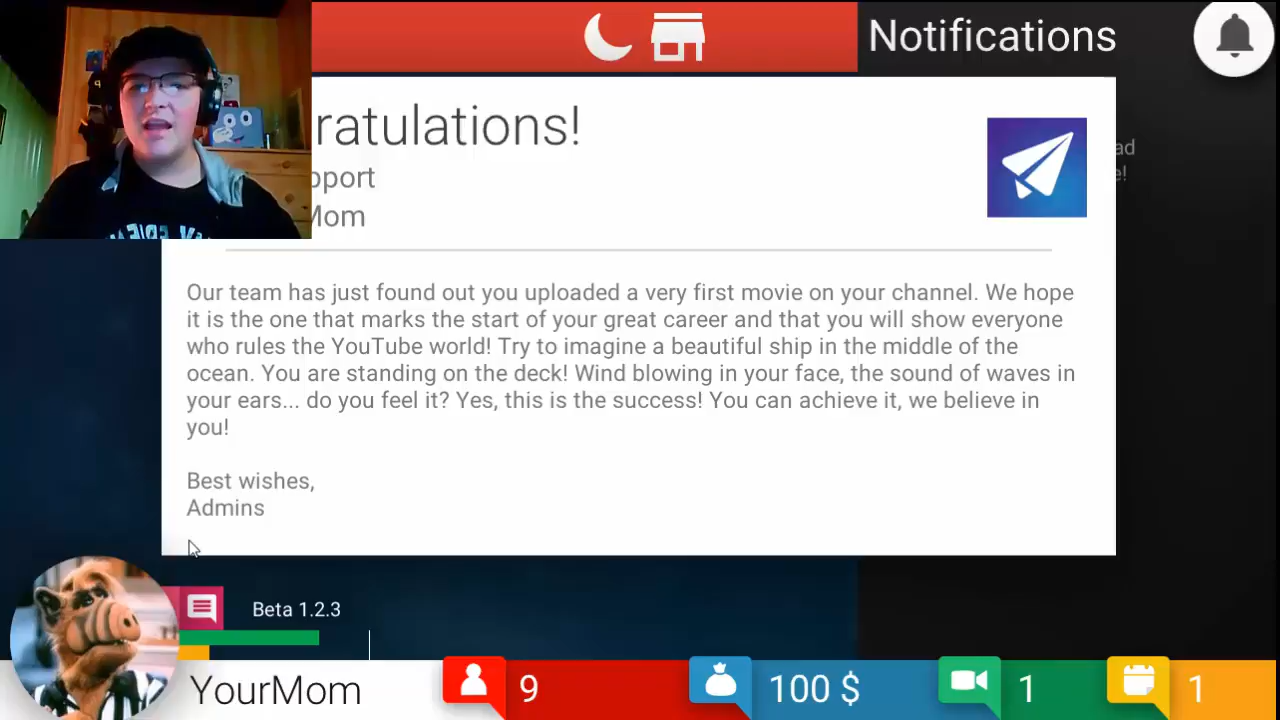 Notifications
ratulations!
pport
Mom
ad
e!
Our team has just found out you uploaded a very first movie on your channel. We hope
it is the one that marks the start of your great career and that you will show everyone
who rules the YouTube world! Try to imagine a beautiful ship in the middle of the
ocean. You are standing on the deck! Wind blowing in your face, the sound of waves in
your ears... do you feel it? Yes, this is the success! You can achieve it, we believe in
you!
Best wishes,
Admins
Beta 1.2.3
YourMom
9
100 $
1
1